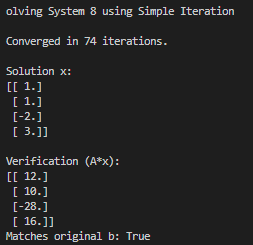 olving System 8 using Simple Iteration
Converged in 74 iterations.
Solution x:
[[ 1.]
[ 1.]
[-2.]
[ 3.]]
Verification (A*x):
[[ 12.]
[ 10.]
[-28.]
[ 16.]]
Matches original b: True